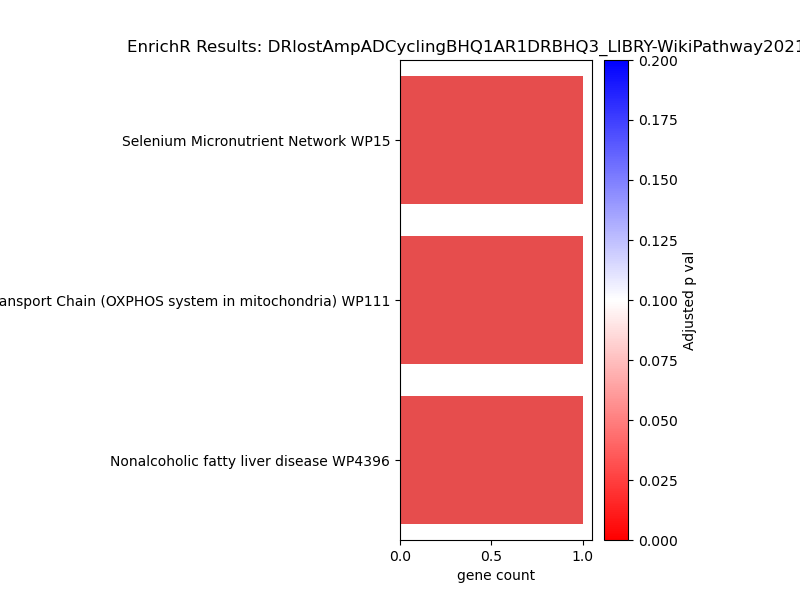 EnrichR Results: DRlostAmpADCyclingBHQ1AR1DRBHQ3_LIBRY-WikiPathway2021
Selenium Micronutrient Network WP15
ansport Chain (OXPHOS system in mitochondria) WP111
Nonalcoholic fatty liver disease WP4396
0.0
0.5
1.0
gene count
0.200
0.175
0.150
0.125
0.100
0.075
0.050
0.025
0.000
Adjusted p val